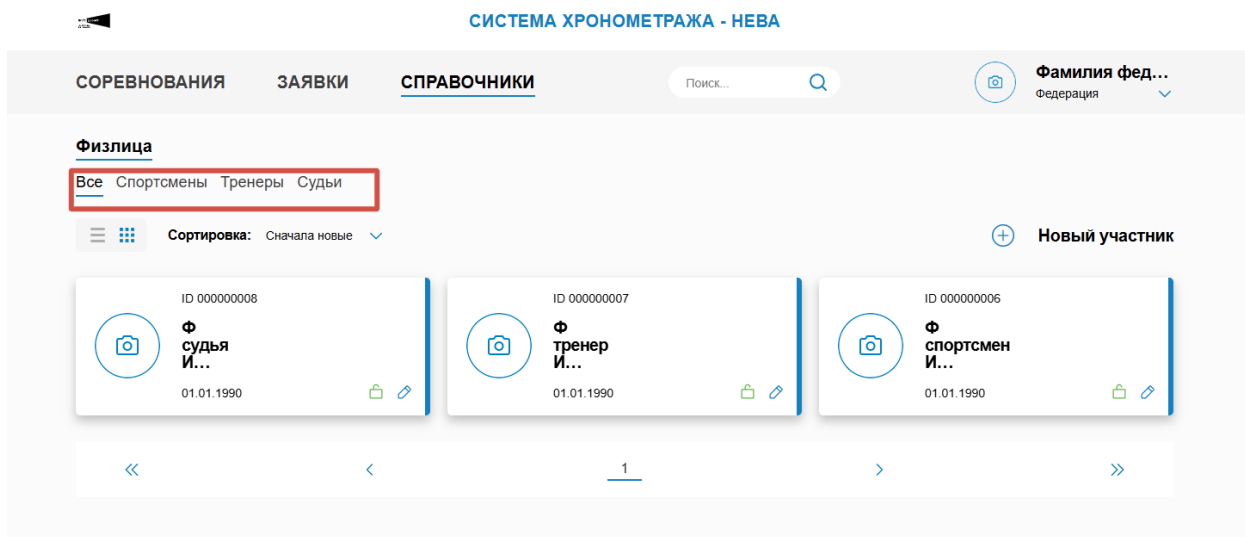 СИСТЕМА ХРОНОМЕТРАЖА - НЕВА
СОРЕВНОВАНИЯ ЗАЯВКИ СПРАВОЧНИКИ Поиск... Фамилия фед...
Федерация
Физлица
Все Спортсмены Тренеры Судьи
Сортировка: Сначала новые Новый участник
ID 000000008
Ф
судья
И...
01.01.1990
ID 000000007
Ф
тренер
И...
01.01.1990
ID 000000006
Ф
спортсмен
И...
01.01.1990
1